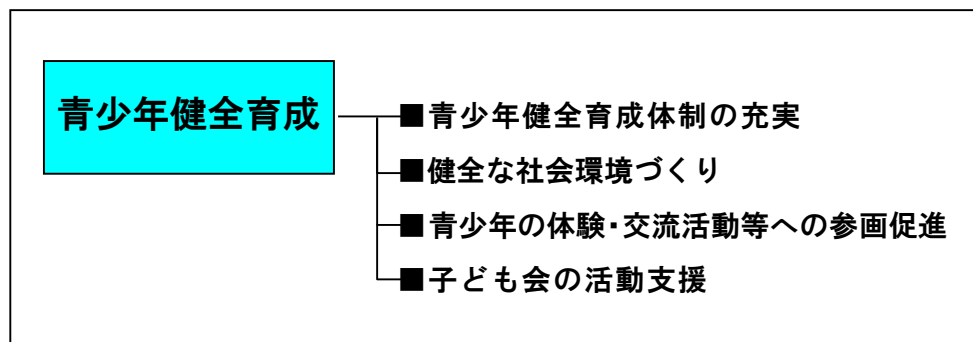 青少年健全育成
■青少年健全育成体制の充実
■健全な社会環境づくり
■青少年の体験・交流活動等への参画促進
■子ども会の活動支援